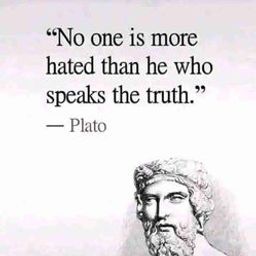 “No one is more
hated than he who
speaks the truth.”
— Plato